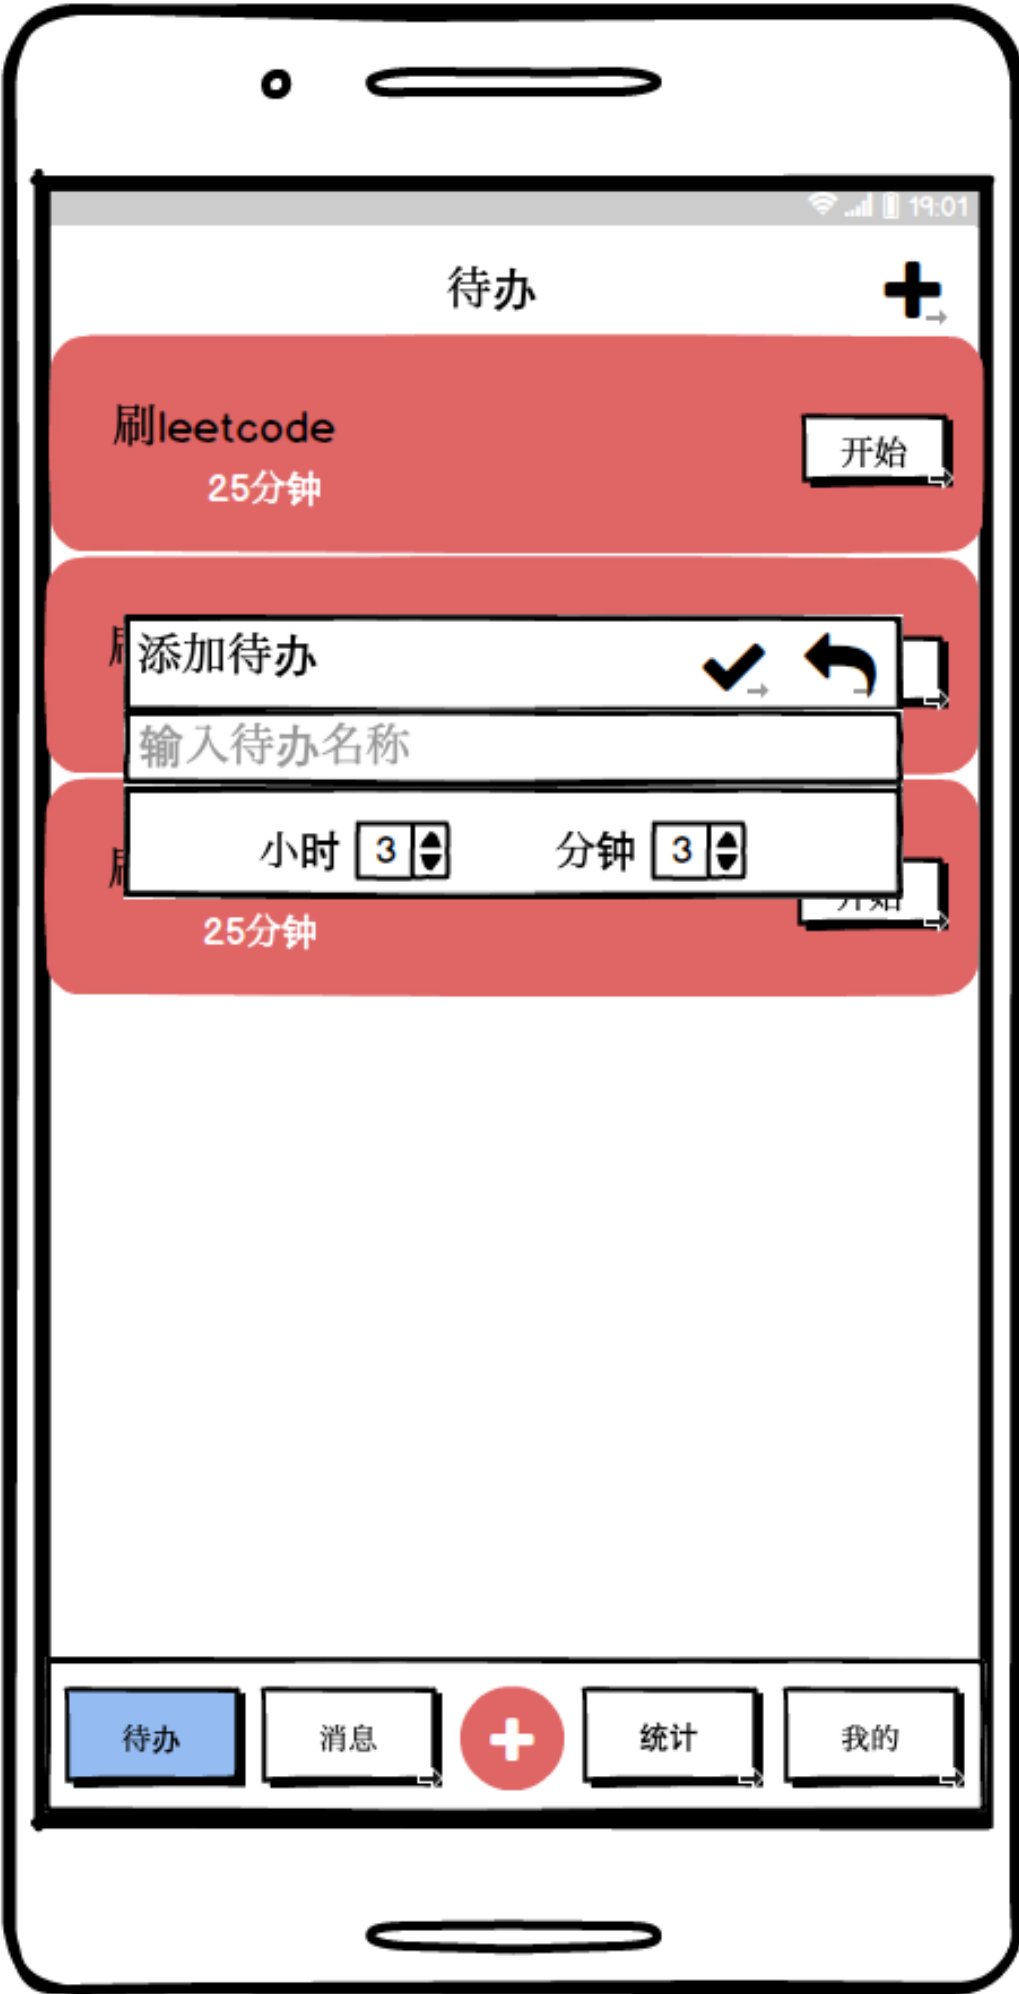 19:01
待办
刷leetcode
25分钟
开始
添加待办
输入待办名称
小时 3 分钟 3
25分钟
待办 消息 统计 我的